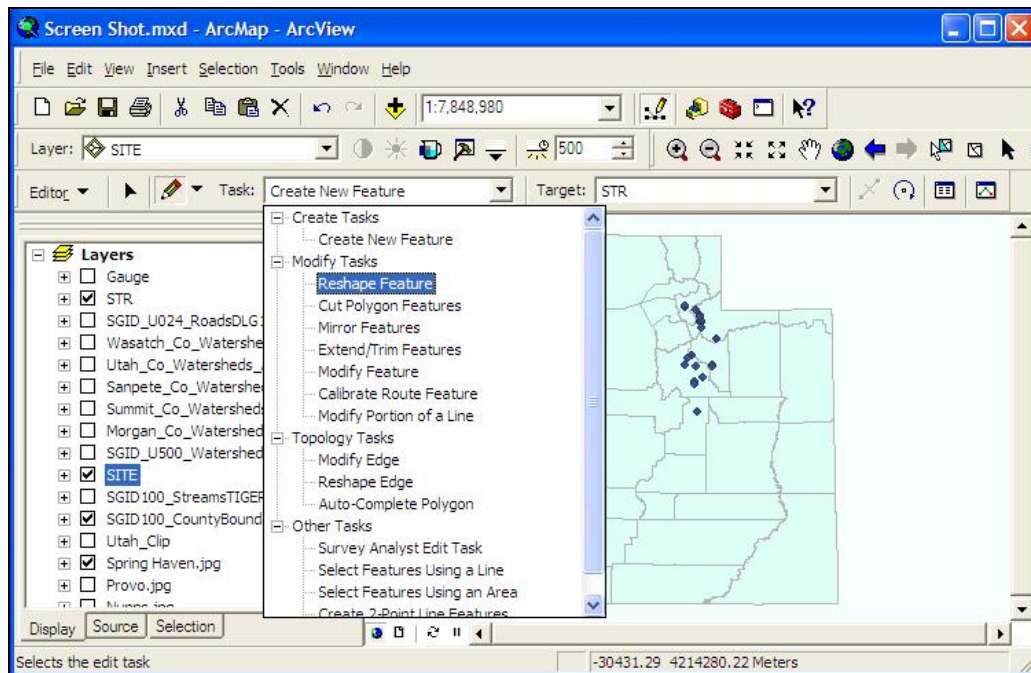 Screen Shot.mxd - ArcMap - ArcView
File Edit View Insert Selection Tools Window Help
1:7,848,980
Layer: SITE 500
Editor Task: Create New Feature Target: STR
Create Tasks
Create New Feature
Modify Tasks
Reshape Feature
Cut Polygon Features
Mirror Features
Extend/Trim Features
Modify Feature
Calibrate Route Feature
Modify Portion of a Line
Topology Tasks
Modify Edge
Reshape Edge
Auto-Complete Polygon
Other Tasks
Survey Analyst Edit Task
Select Features Using a Line
Select Features Using an Area
Create 2-Point Line Features
Layers
Gauge
STR
SGID_U024_RoadsDLG
Wasatch_Co_Watershe
Utah_Co_Watersheds_
Sanpete_Co_Watershe
Summit_Co_Watersheds
Morgan_Co_Watershed
SGID_U500_Watershed
SITE
SGID100_StreamsTIGER
SGID100_CountyBound
Utah_Clip
Spring Haven.jpg
Provo.jpg
Display Source Selection
Selects the edit task
-30431.29 4214280.22 Meters